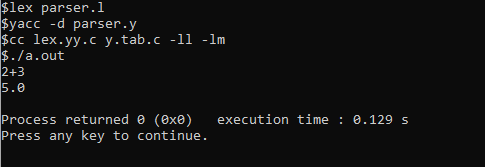 $lex parser.l
$yacc -d parser.y
$cc lex.yy.c y.tab.c -ll -lm
$./a.out
2+3
5.0
Process returned 0 (0x0)   execution time : 0.129 s
Press any key to continue.